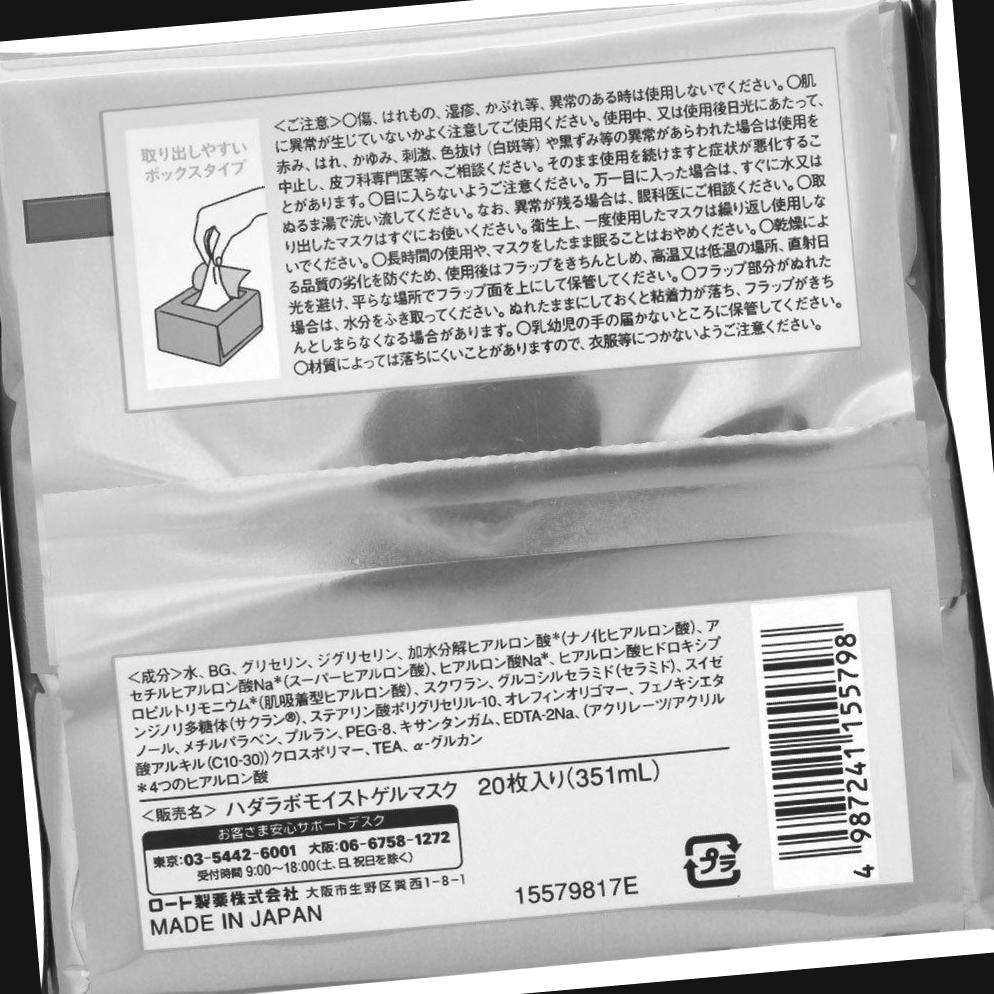 取り出しやすい
ボックスタイプ
<ご注意>〇傷、はれもの、湿疹、かぶれ等、異常のある時は使用しないでください。〇肌
に異常が生じていないかよく注意してご使用ください。使用中、又は使用後日光にあたって、
赤み、はれ、かゆみ、刺激、色抜け(白斑等)や黒ずみ等の異常があらわれた場合は使用を
中止し、皮フ科専門医等へご相談ください。そのまま使用を続けますと症状が悪化するこ
とがあります。〇目に入らないようご注意ください。万一目に入った場合は、すぐに水又は
ぬるま湯で洗い流してください。なお、異常が残る場合は、眼科医にご相談ください。〇取
り出したマスクはすぐにお使いください。衛生上、一度使用したマスクは繰り返し使用しな
いでください。〇長時間の使用や、マスクをしたまま眠ることはおやめください。〇乾燥によ
る品質の劣化を防ぐため、使用後はフラップをきちんとしめ、高温又は低温の場所、直射日
光を避け、平らな場所でフラップ面を上にして保管してください。〇フラップ部分がぬれた
場合は、水分をふき取ってください。ぬれたままにしておくと粘着力が落ち、フラップがきち
んとしまらなくなる場合があります。〇乳幼児の手の届かないところに保管してください。
〇材質によっては落ちにくいことがありますので、衣服等につかないようご注意ください。
<成分>水、BG、グリセリン、ジグリセリン、加水分解ヒアルロン酸*(ナノ化ヒアルロン酸)、ア
セチルヒアルロン酸Na*(スーパーヒアルロン酸)、ヒアルロン酸Na*、ヒアルロン酸ヒドロキシプ
ロピルトリモニウム*(肌吸着型ヒアルロン酸)、スクワラン、グルコシルセラミド(セラミド)、スイゼ
ンジノリ多糖体(サクラン®)、ステアリン酸ポリグリセリル-10、オレフィンオリゴマー、フェノキシエタ
ノール、メチルパラベン、プルラン、PEG-8、キサンタンガム、EDTA-2Na、(アクリレーツ/アクリル
酸アルキル(C10-30))クロスポリマー、TEA、α-グルカン
*4つのヒアルロン酸
<販売名> ハダラボモイストゲルマスク 20枚入り(351mL)
お客さま安心サポートデスク
東京:03-5442-6001 大阪:06-6758-1272
受付時間 9:00~18:00(土、日、祝日を除く)
ロート製薬株式会社 大阪市生野区巽西1-8-1
MADE IN JAPAN
15579817E
プラ
4 987241 155798